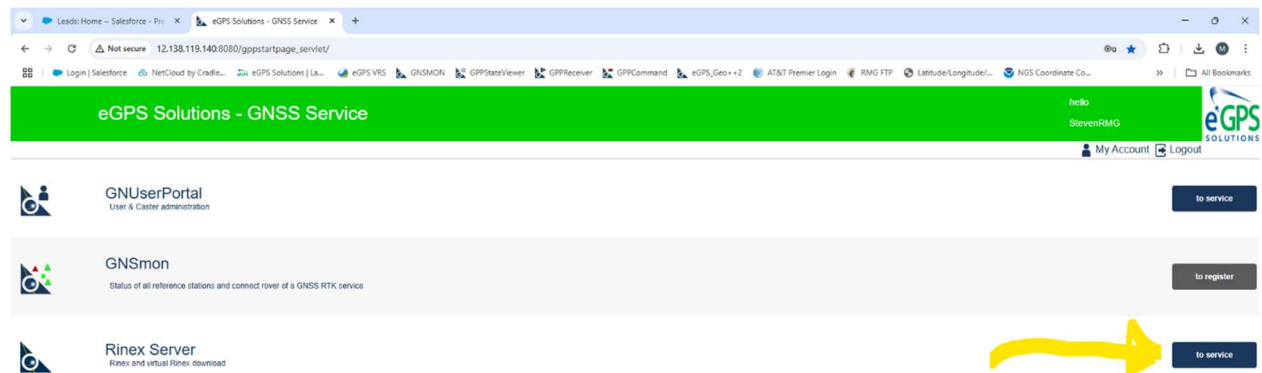 Leads: Home ~ Salesforce - Pro
eGPS Solutions - GNSS Service
Not secure 12.138.119.140:8080/gppstartpage_servlet/
Login | Salesforce NetCloud by Cradle... eGPS Solutions | La... eGPS VRS GNSMON GPPStateViewer GPPReceiver GPPCommand eGPS_Geo++2 AT&T Premier Login RMG FTP Latitude/Longitude/... NGS Coordinate Co... » All Bookmarks
eGPS Solutions - GNSS Service
hello
StevenRMG
eGPS
SOLUTIONS
My Account Logout
GNUserPortal
User & Caster administration
to service
GNSmon
Status of all reference stations and connect rover of a GNSS RTK service
to register
Rinex Server
Rinex and virtual Rinex download
to service